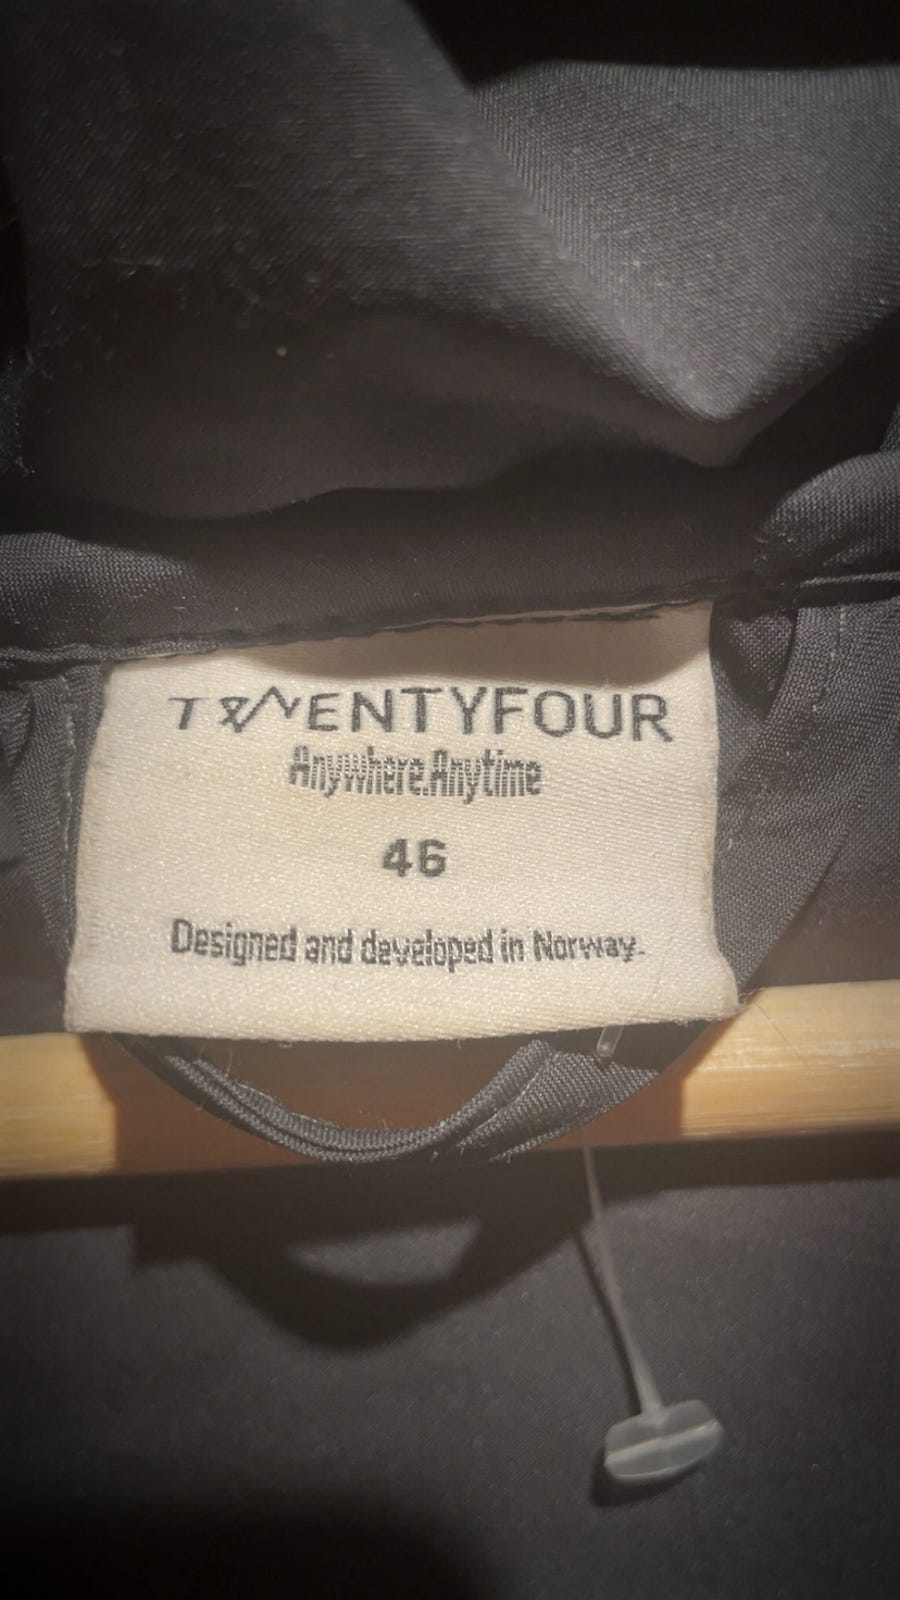 TWENTYFOUR
Anywhere.Anytime
46
Designed and developed in Norway.